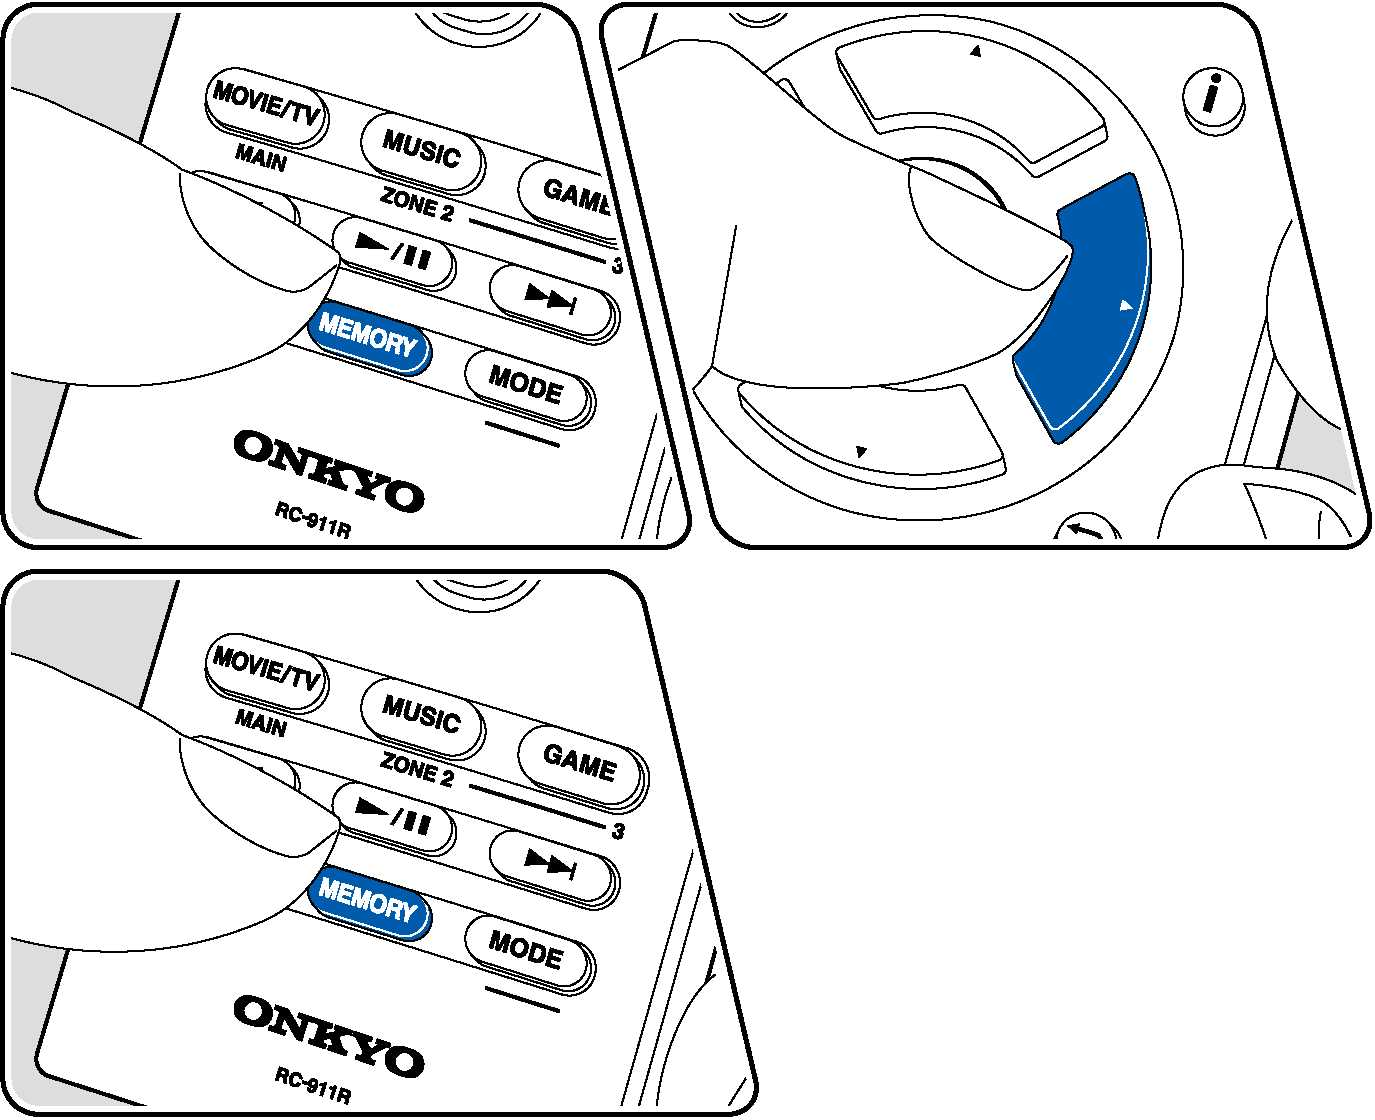 MOVIE/TV
MUSIC
GAME
MAIN
ZONE 2
3
MEMORY
MODE
ONKYO
RC-911R
i
MOVIE/TV
MUSIC
GAME
MAIN
ZONE 2
3
MEMORY
MODE
ONKYO
RC-911R